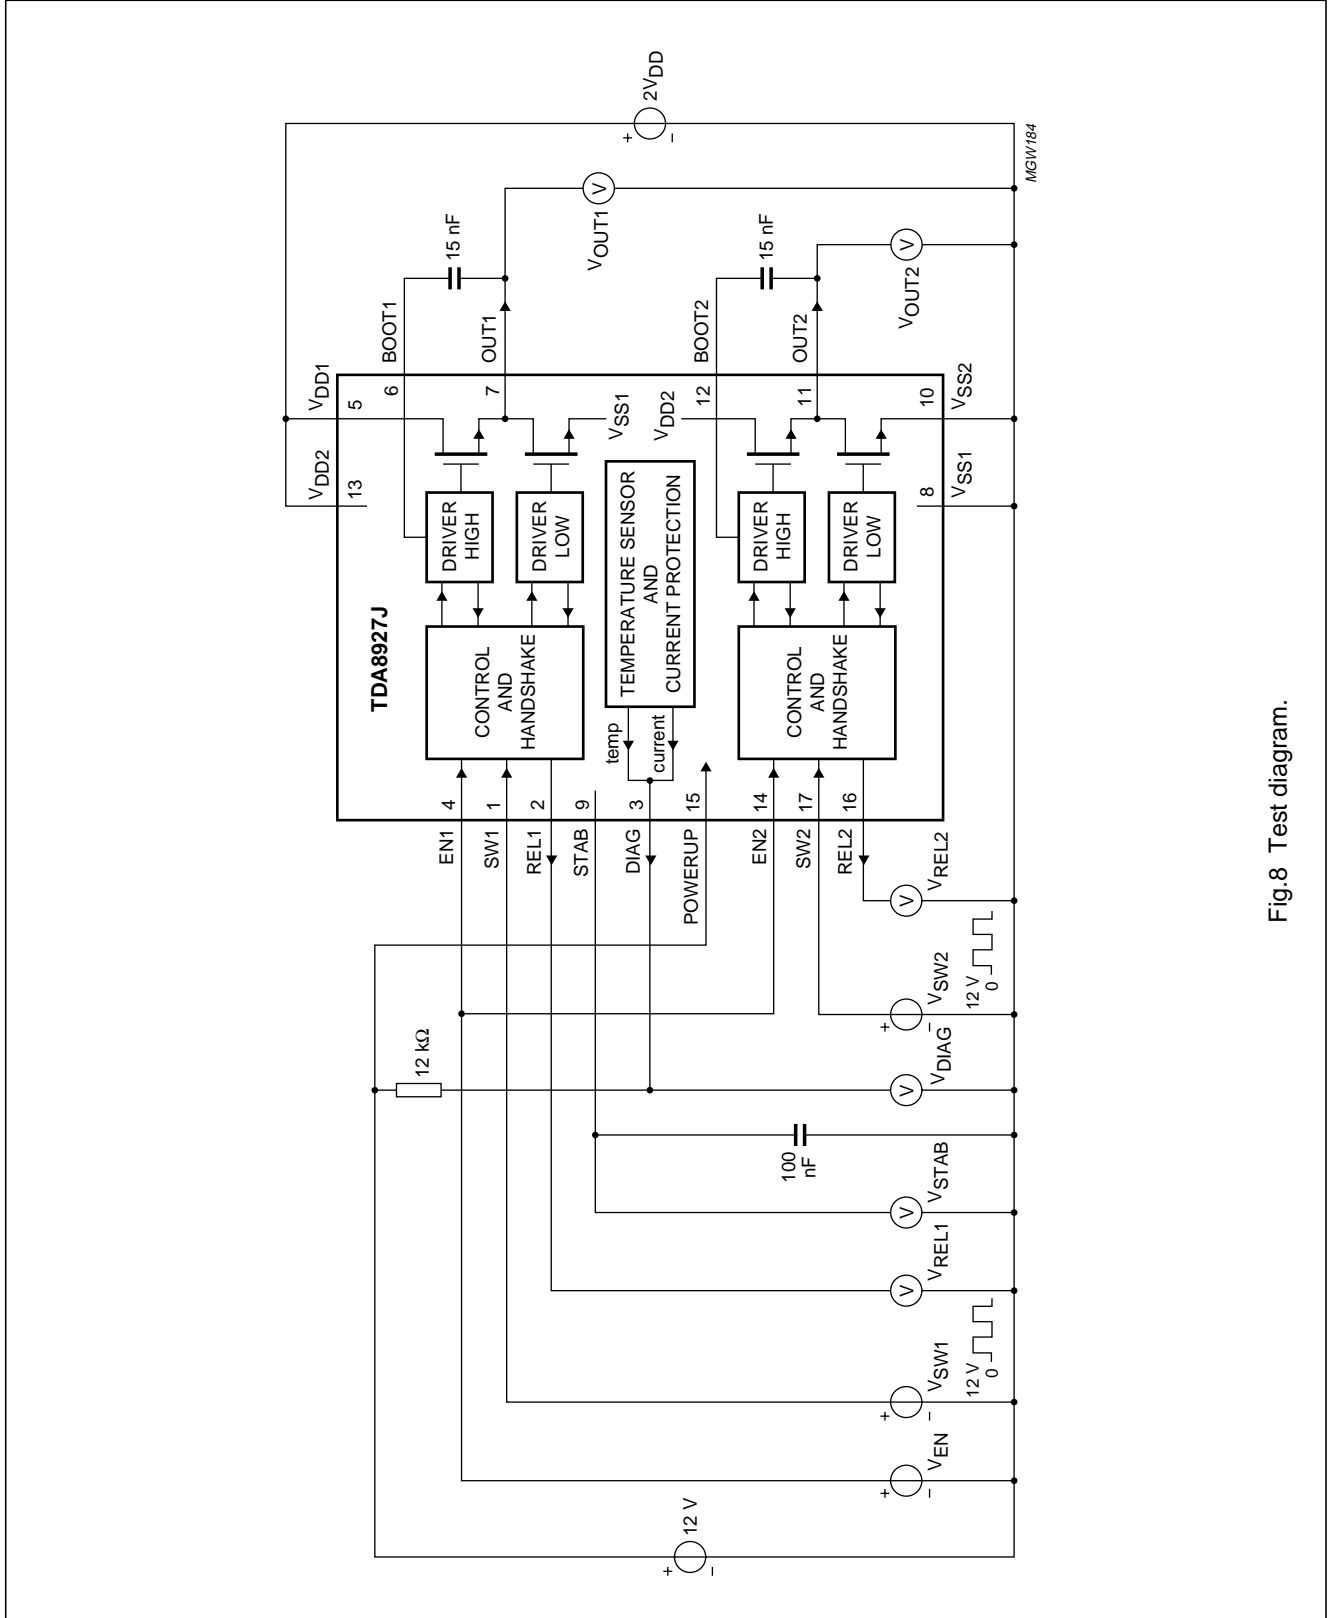 2VDD
+
−
MGW184
VOUT1
15 nF
15 nF
VOUT2
BOOT1
OUT1
BOOT2
OUT2
VDD2
VDD1
13
5
6
7
12
11
10
8
VSS2
VSS1
VSS1
VDD2
DRIVER
HIGH
DRIVER
LOW
TEMPERATURE SENSOR
AND
CURRENT PROTECTION
DRIVER
HIGH
DRIVER
LOW
TDA8927J
CONTROL
AND
HANDSHAKE
temp
current
CONTROL
AND
HANDSHAKE
4
1
2
9
3
15
14
17
16
EN1
SW1
REL1
STAB
DIAG
POWERUP
EN2
SW2
REL2
V
VREL2
12 V
0
+
−
VSW2
12 kΩ
V
VDIAG
100
nF
V
VSTAB
V
VREL1
12 V
0
+
−
VSW1
+
−
VEN
+
−
12 V
V
V
Fig.8 Test diagram.